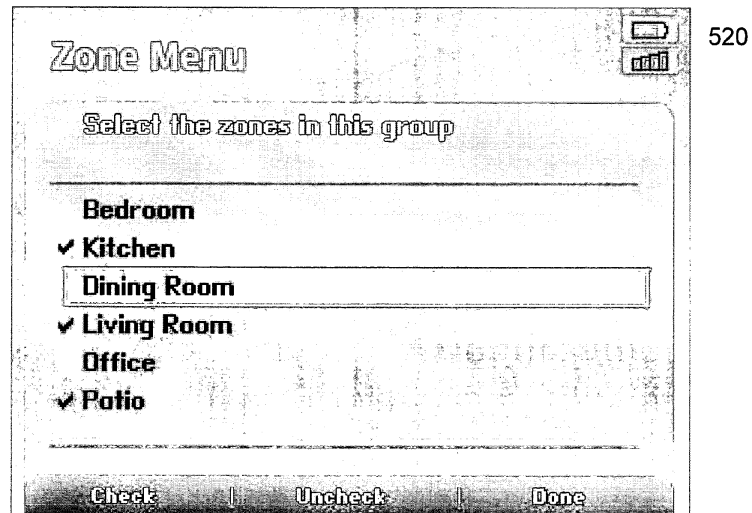 520
Zone Menu
Select the zones in this group
Bedroom
✔ Kitchen
Dining Room
✔ Living Room
Office
✔ Patio
Check | Uncheck | Done